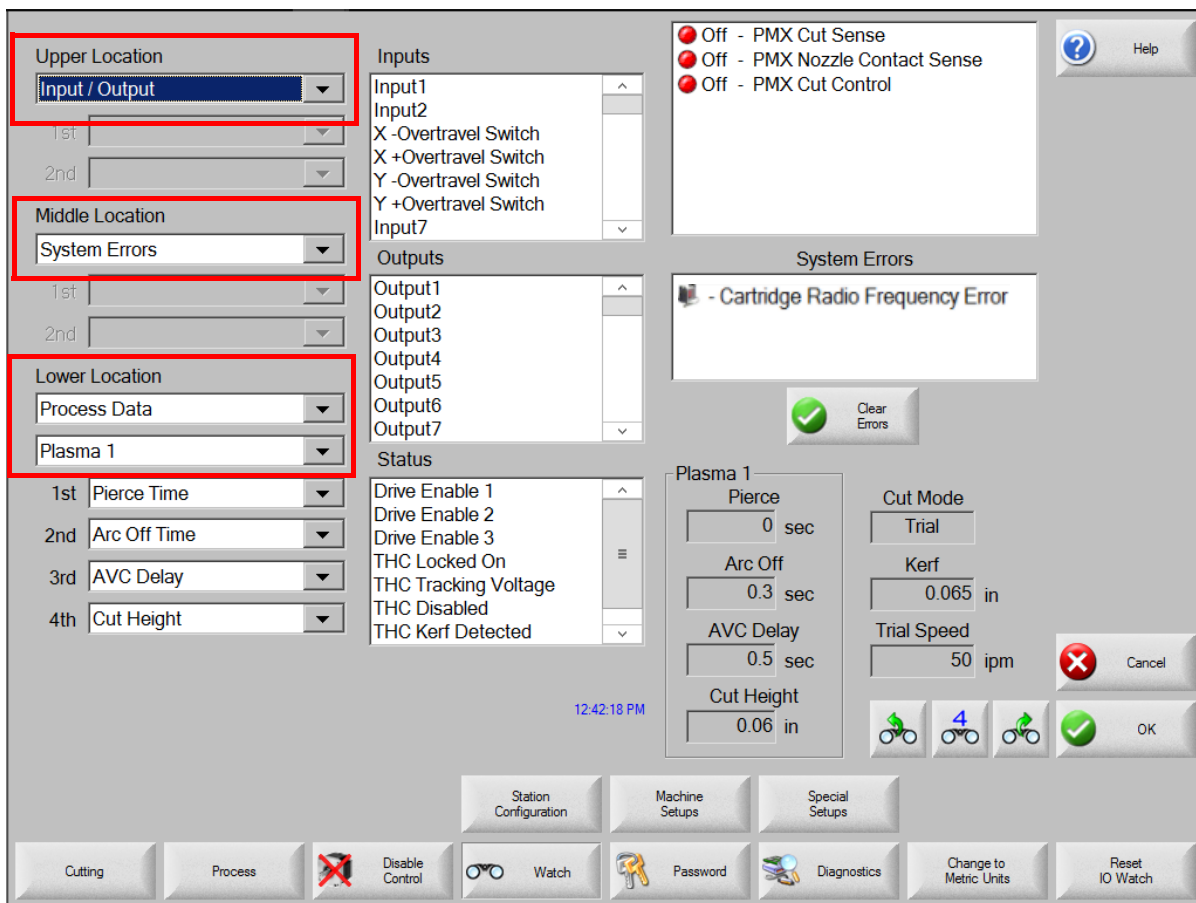 Upper Location
Input / Output
1st
2nd
Middle Location
System Errors
1st
2nd
Lower Location
Process Data
Plasma 1
1st Pierce Time
2nd Arc Off Time
3rd AVC Delay
4th Cut Height
Inputs
Input1
Input2
X -Overtravel Switch
X +Overtravel Switch
Y -Overtravel Switch
Y +Overtravel Switch
Input7
Outputs
Output1
Output2
Output3
Output4
Output5
Output6
Output7
Status
Drive Enable 1
Drive Enable 2
Drive Enable 3
THC Locked On
THC Tracking Voltage
THC Disabled
THC Kerf Detected
12:42:18 PM
Off - PMX Cut Sense
Off - PMX Nozzle Contact Sense
Off - PMX Cut Control
System Errors
- Cartridge Radio Frequency Error
Clear
Errors
Plasma 1
Pierce
0 sec
Arc Off
0.3 sec
AVC Delay
0.5 sec
Cut Height
0.06 in
Cut Mode
Trial
Kerf
0.065 in
Trial Speed
50 ipm
4
Help
Cancel
OK
Station
Configuration
Machine
Setups
Special
Setups
Cutting
Process
Disable
Control
Watch
Password
Diagnostics
Change to
Metric Units
Reset
IO Watch